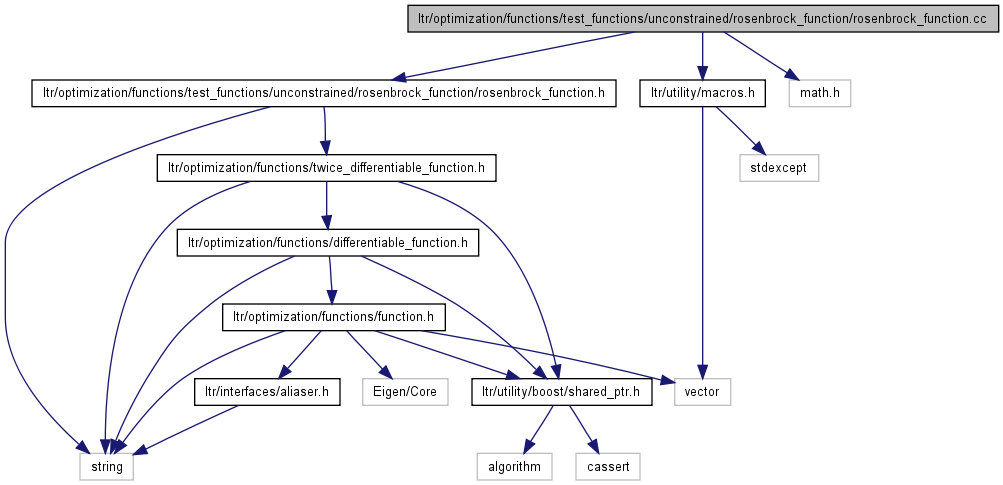 ltr/optimization/functions/test_functions/unconstrained/rosenbrock_function/rosenbrock_function.cc
ltr/optimization/functions/test_functions/unconstrained/rosenbrock_function/rosenbrock_function.h
ltr/utility/macros.h
math.h
ltr/optimization/functions/twice_differentiable_function.h
stdexcept
ltr/optimization/functions/differentiable_function.h
ltr/optimization/functions/function.h
ltr/interfaces/aliaser.h
Eigen/Core
ltr/utility/boost/shared_ptr.h
vector
string
algorithm
cassert